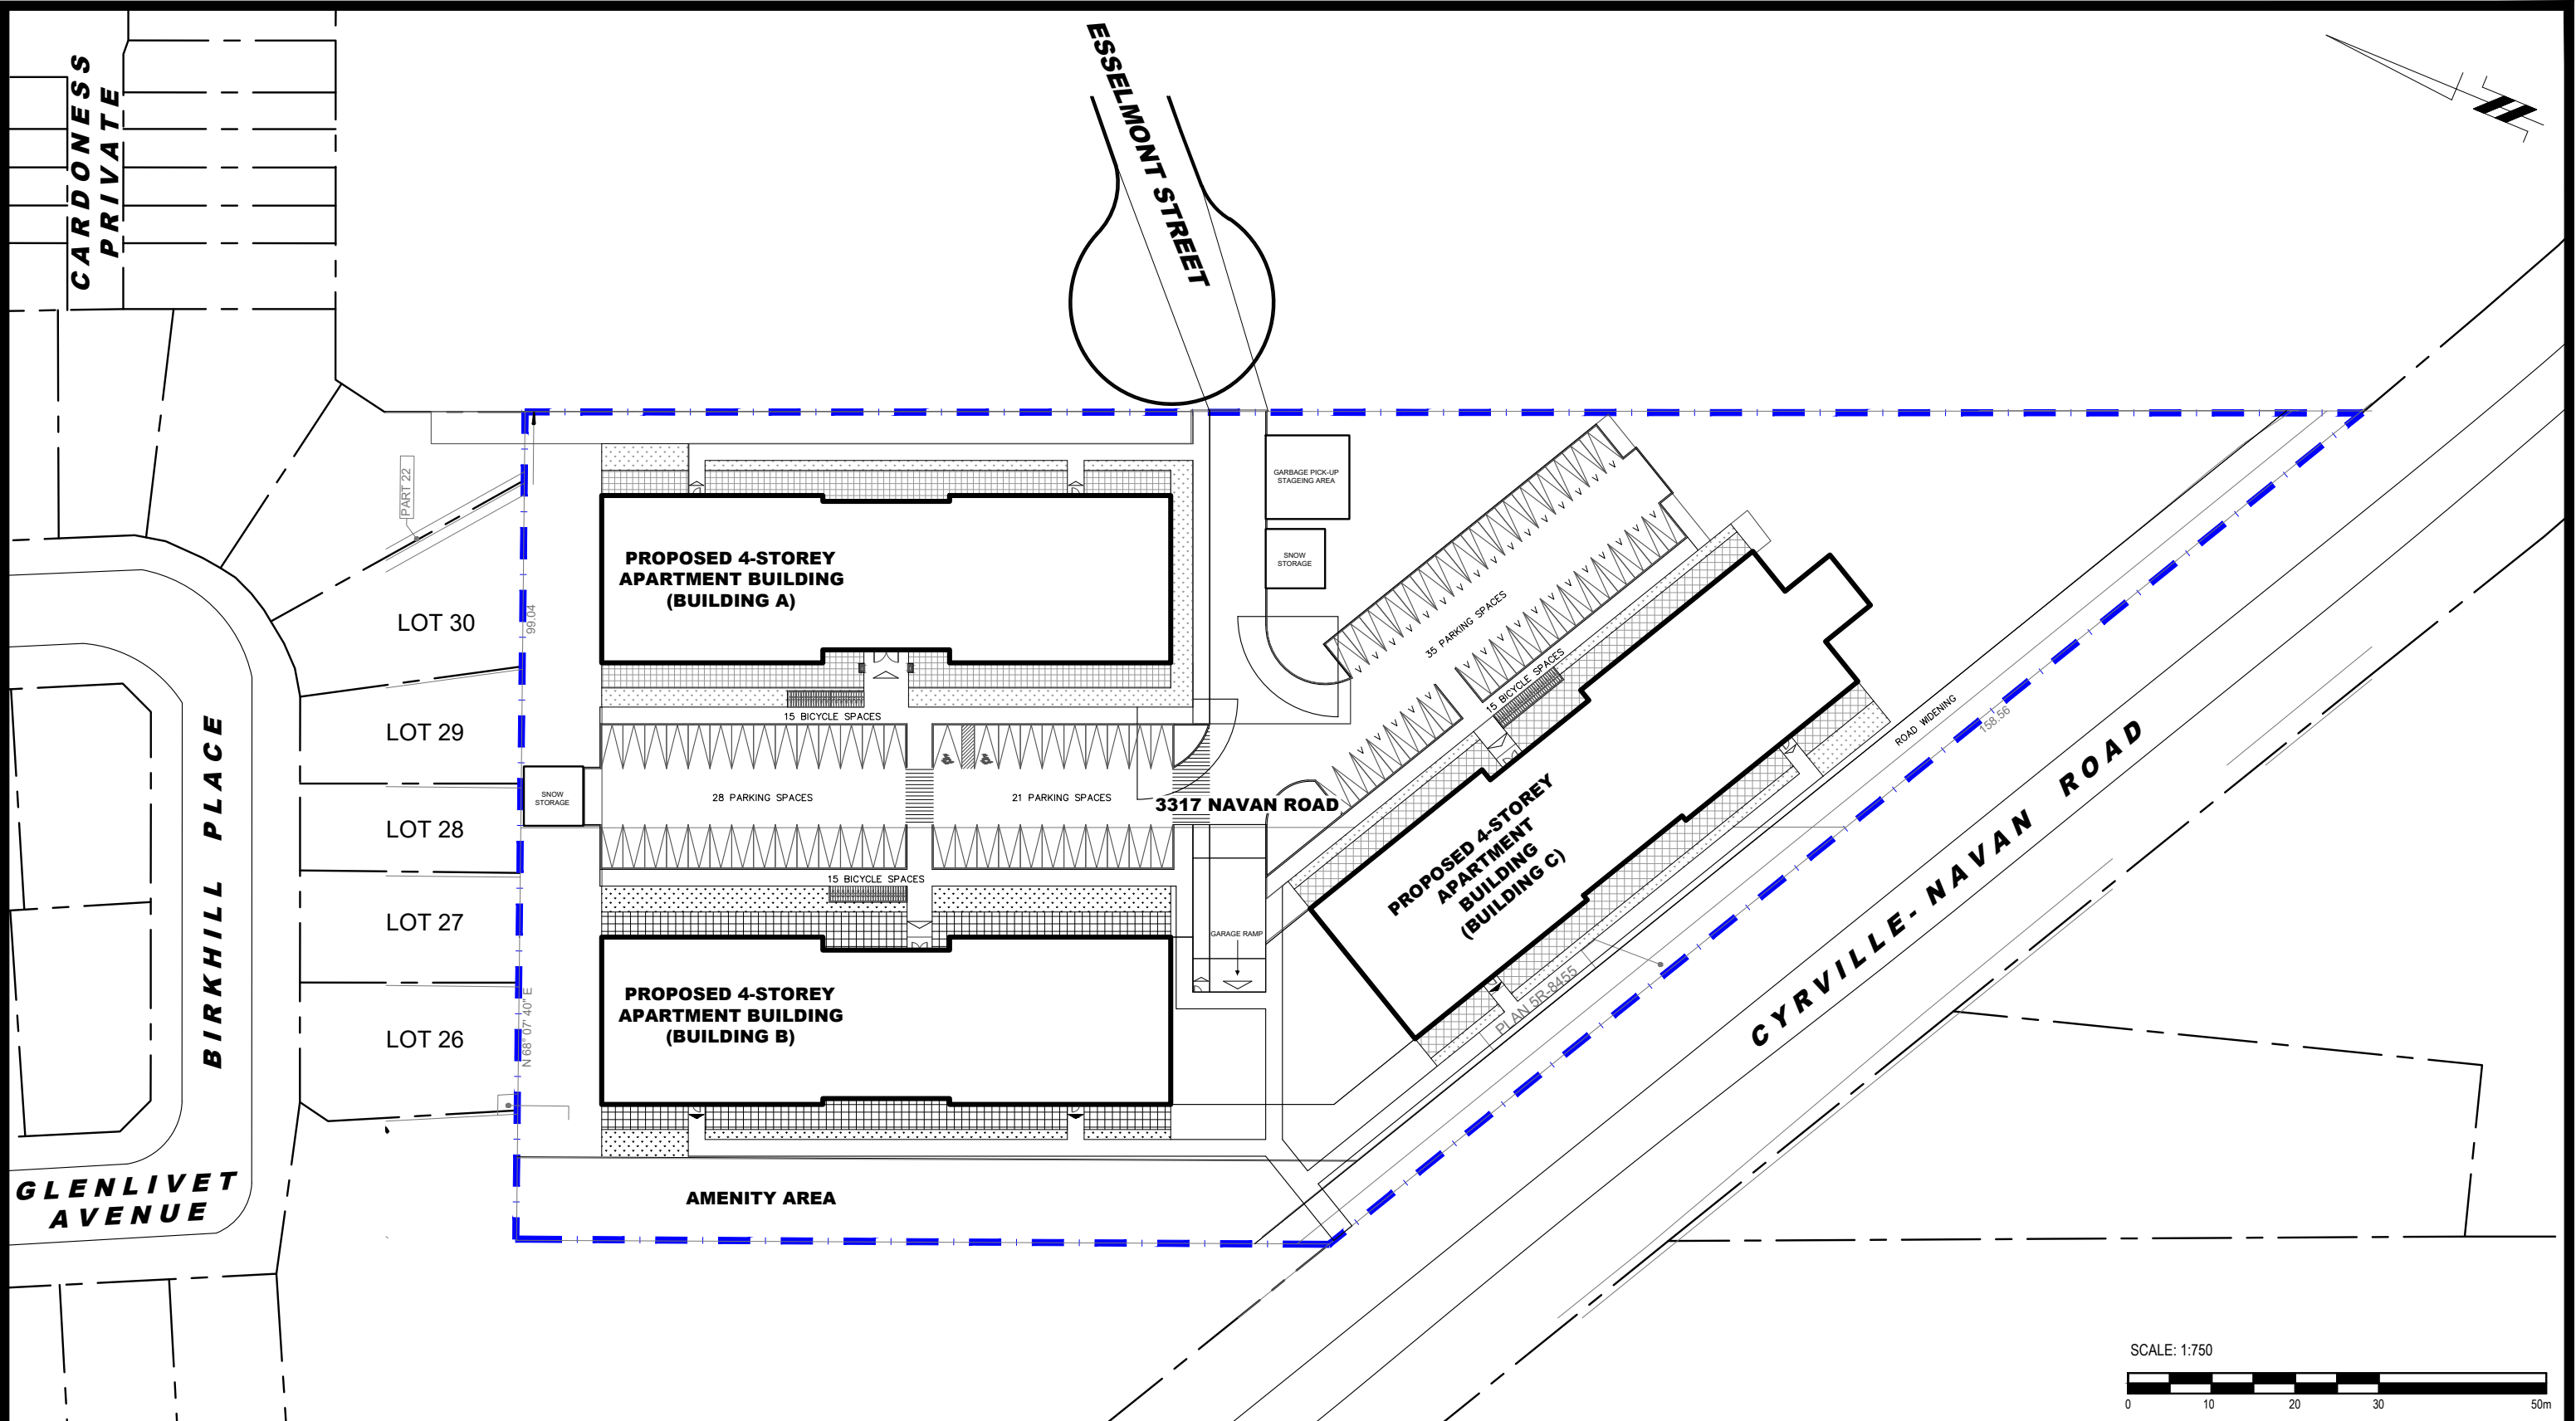 CARDONESS
PRIVATE
ESSELMONT STREET
PART 22
GARBAGE PICK-UP
STAGEING AREA
SNOW
STORAGE
PROPOSED 4-STOREY
APARTMENT BUILDING
(BUILDING A)
LOT 30
99.04
35 PARKING SPACES
15 BICYCLE SPACES
15 BICYCLE SPACES
LOT 29
BIRKHILL PLACE
ROAD WIDENING
158.56
SNOW
STORAGE
28 PARKING SPACES
21 PARKING SPACES
3317 NAVAN ROAD
LOT 28
PROPOSED 4-STOREY
APARTMENT
BUILDING
(BUILDING C)
CYRVILLE-NAVAN ROAD
15 BICYCLE SPACES
LOT 27
GARAGE RAMP
PROPOSED 4-STOREY
APARTMENT BUILDING
(BUILDING B)
PLAN 5R-8455
LOT 26
N 68° 07' 40" E
GLENLIVET
AVENUE
AMENITY AREA
SCALE: 1:750
0 10 20 30 50m